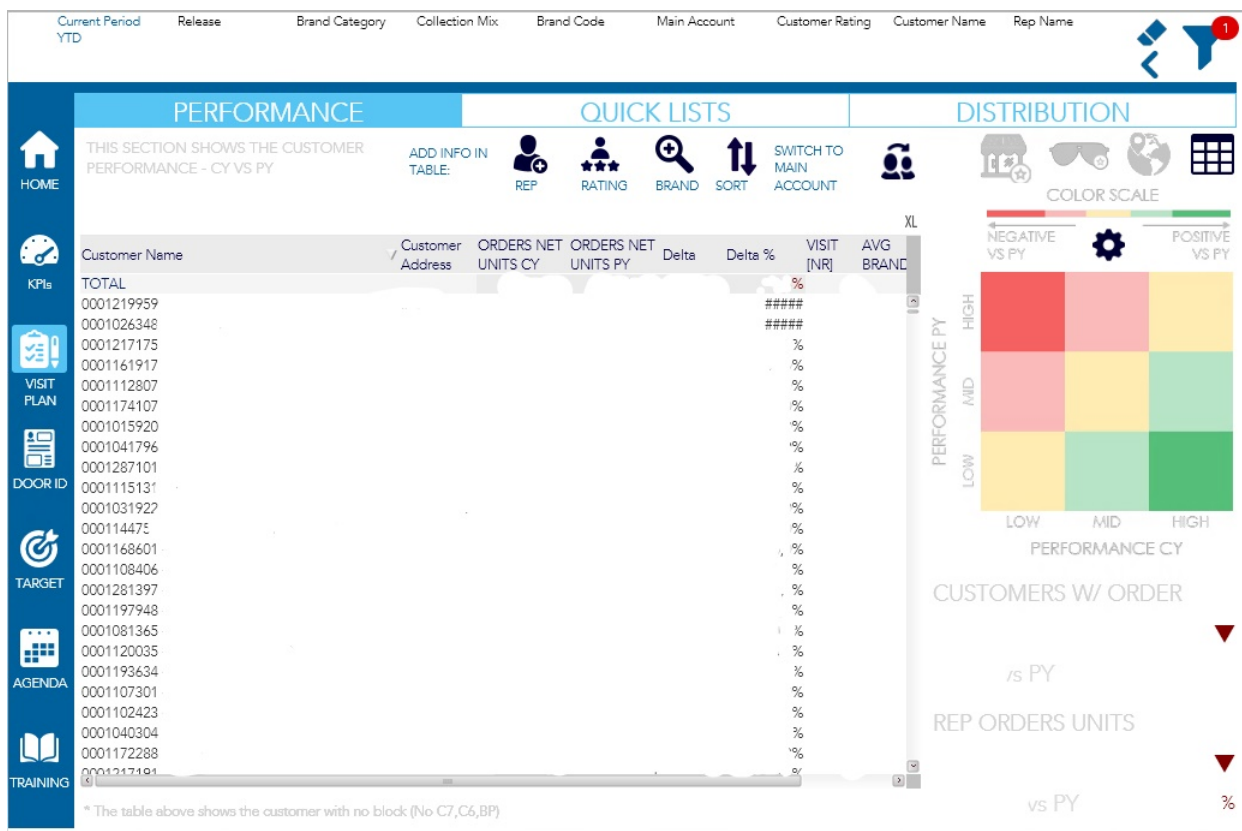 Current Period
YTD
Release
Brand Category
Collection Mix
Brand Code
Main Account
Customer Rating
Customer Name
Rep Name
1
PERFORMANCE
QUICK LISTS
DISTRIBUTION
HOME
KPIs
VISIT
PLAN
DOOR ID
TARGET
AGENDA
TRAINING
THIS SECTION SHOWS THE CUSTOMER
PERFORMANCE - CY VS PY
ADD INFO IN
TABLE:
REP
RATING
BRAND
SORT
SWITCH TO
MAIN
ACCOUNT
XL
Customer Name
Customer
Address
ORDERS NET
UNITS CY
ORDERS NET
UNITS PY
Delta
Delta %
VISIT
[NR]
AVG
BRAND
TOTAL %
0001219959 #####
0001026348 #####
0001217175 %
0001161917 %
0001112807 %
0001174107 %
0001015920 %
0001041796 %
0001287101 %
0001115131 %
0001031922 %
000114475 %
0001168601 %
0001108406 %
0001281397 %
0001197948 %
0001081365 %
0001120035 %
0001193634 %
0001107301 %
0001102423 %
0001040304 %
0001172288 %
0001217191 %
* The table above shows the customer with no block (No C7,C6,BP)
COLOR SCALE
NEGATIVE
VS PY
POSITIVE
VS PY
PERFORMANCE PY
HIGH
MID
LOW
LOW
MID
HIGH
PERFORMANCE CY
CUSTOMERS W/ ORDER
vs PY
REP ORDERS UNITS
vs PY
%